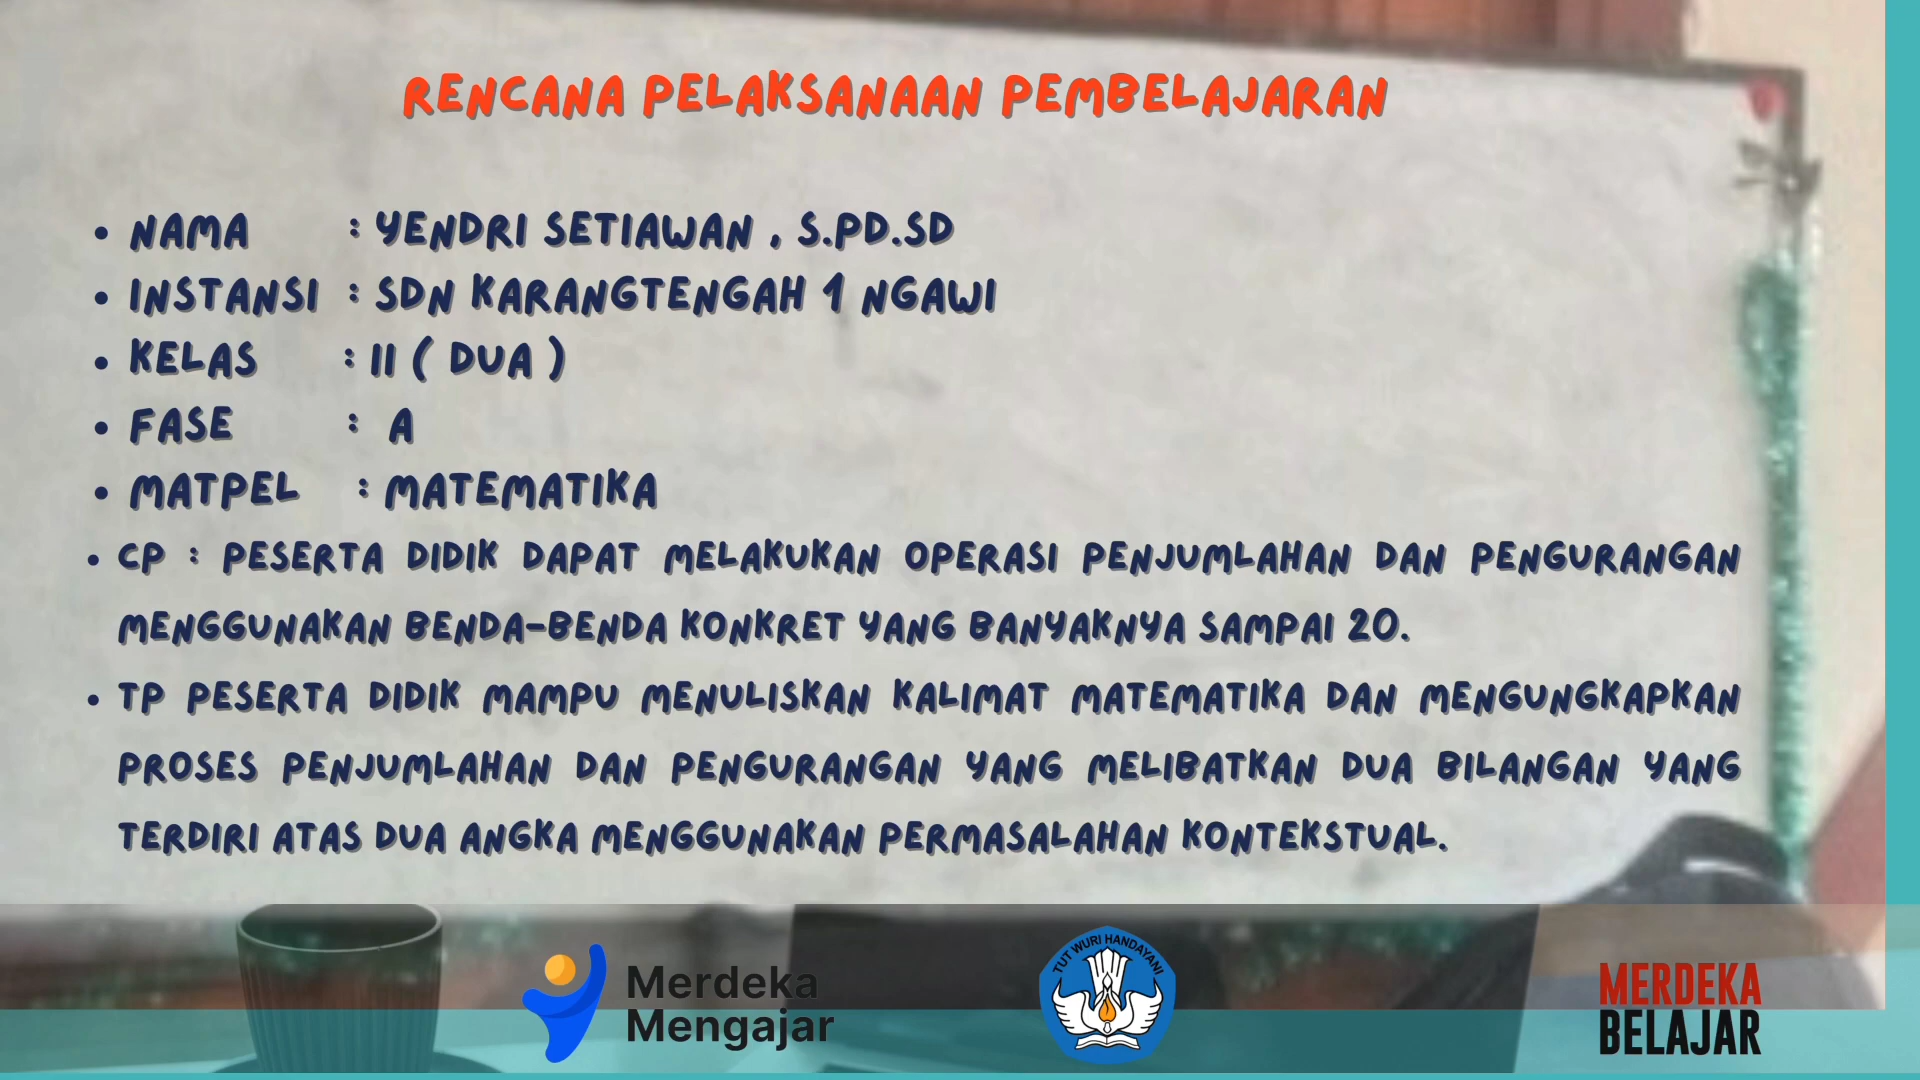 RENCANA PELAKSANAAN PEMBELAJARAN
• NAMA : YENDRI SETIAWAN , S.PD.SD
• INSTANSI : SDN KARANGTENGAH 1 NGAWI
• KELAS : II ( DUA )
• FASE : A
• MATPEL : MATEMATIKA
• CP : PESERTA DIDIK DAPAT MELAKUKAN OPERASI PENJUMLAHAN DAN PENGURANGAN
MENGGUNAKAN BENDA-BENDA KONKRET YANG BANYAKNYA SAMPAI 20.
• TP PESERTA DIDIK MAMPU MENULISKAN KALIMAT MATEMATIKA DAN MENGUNGKAPKAN
PROSES PENJUMLAHAN DAN PENGURANGAN YANG MELIBATKAN DUA BILANGAN YANG
TERDIRI ATAS DUA ANGKA MENGGUNAKAN PERMASALAHAN KONTEKSTUAL.
Merdeka
Mengajar
TUT WURI HANDAYANI
MERDEKA
BELAJAR